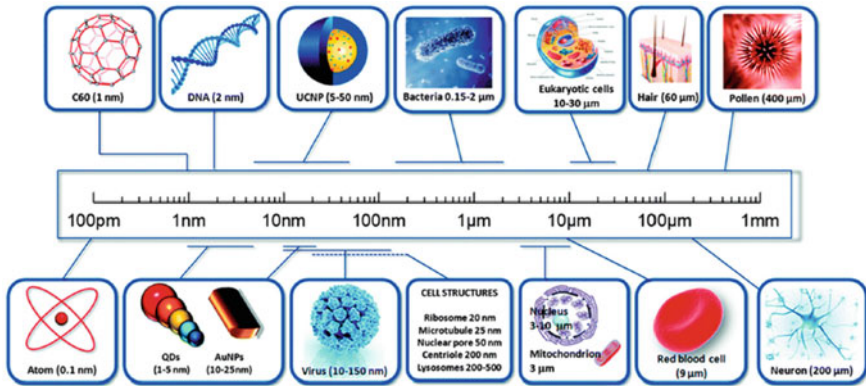 C60 (1 nm)
DNA (2 nm)
UCNP (5-50 nm)
Bacteria 0.15-2 µm
Eukaryotic cells
10-30 µm
Hair (60 µm)
Pollen (400 µm)
100pm
1nm
10nm
100nm
1µm
10µm
100µm
1mm
Atom (0.1 nm)
QDs
(1-5 nm)
AuNPs
(10-25nm)
Virus (10-150 nm)
CELL STRUCTURES
Ribosome 20 nm
Microtubule 25 nm
Nuclear pore 50 nm
Centriole 200 nm
Lysosomes 200-500
Nucleus
3-10 µm
Mitochondrion
3 µm
Red blood cell
(9 µm)
Neuron (200 µm)